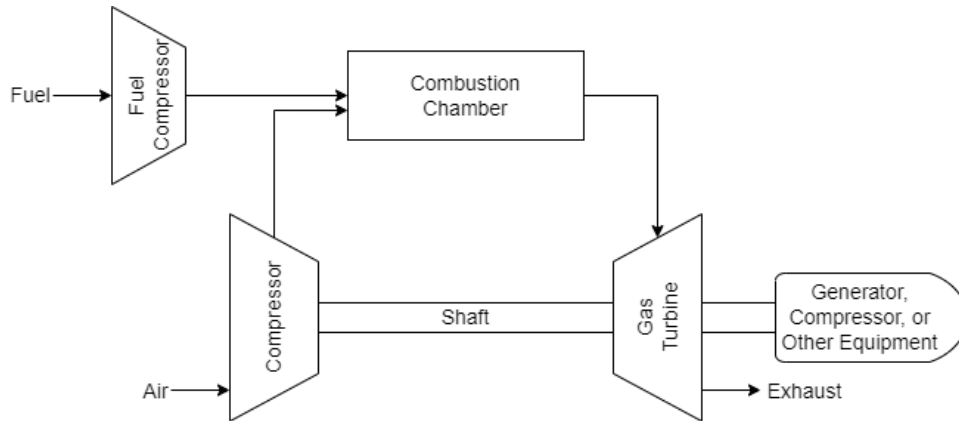 Fuel
Fuel
Compressor
Combustion
Chamber
Compressor
Shaft
Gas
Turbine
Generator,
Compressor, or
Other Equipment
Air
Exhaust